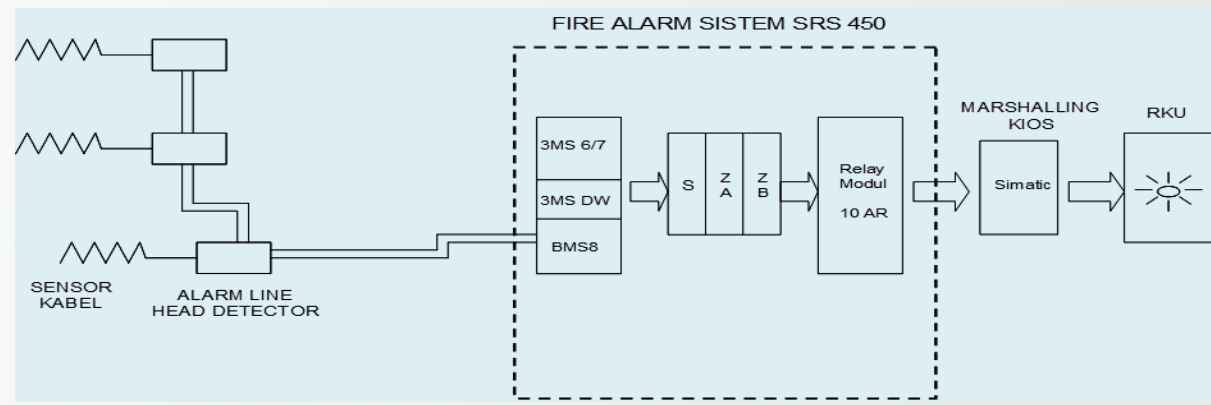 FIRE ALARM SISTEM SRS 450
SENSOR
KABEL
ALARM LINE
HEAD DETECTOR
3MS 6/7
3MS DW
BMS8
S
Z
A
Z
B
Relay
Modul
10 AR
MARSHALLING
KIOS
Simatic
RKU